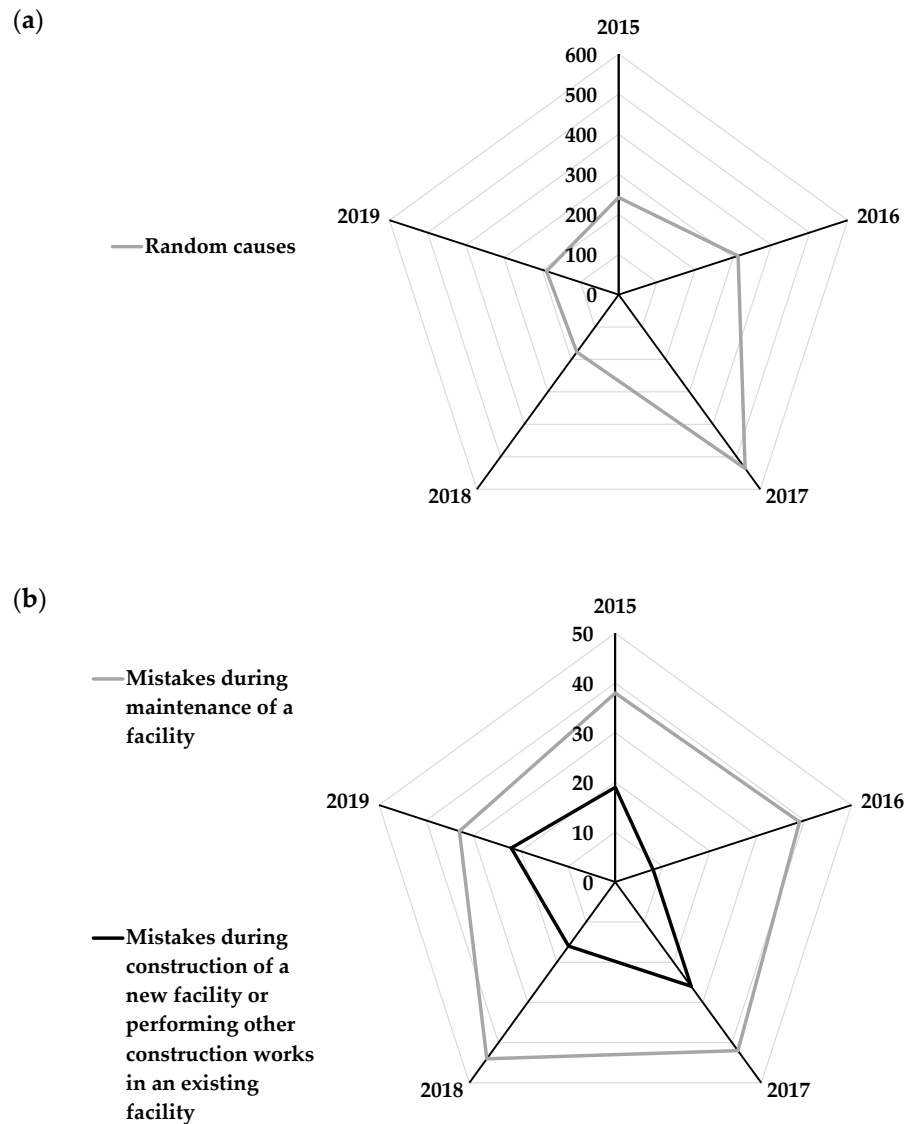 (a)
2015
600
500
400
300
200
100
0
2016
2017
2018
2019
Random causes
(b)
2015
50
40
30
20
10
0
2016
2017
2018
2019
Mistakes during
maintenance of a
facility
Mistakes during
construction of a
new facility or
performing other
construction works
in an existing
facility